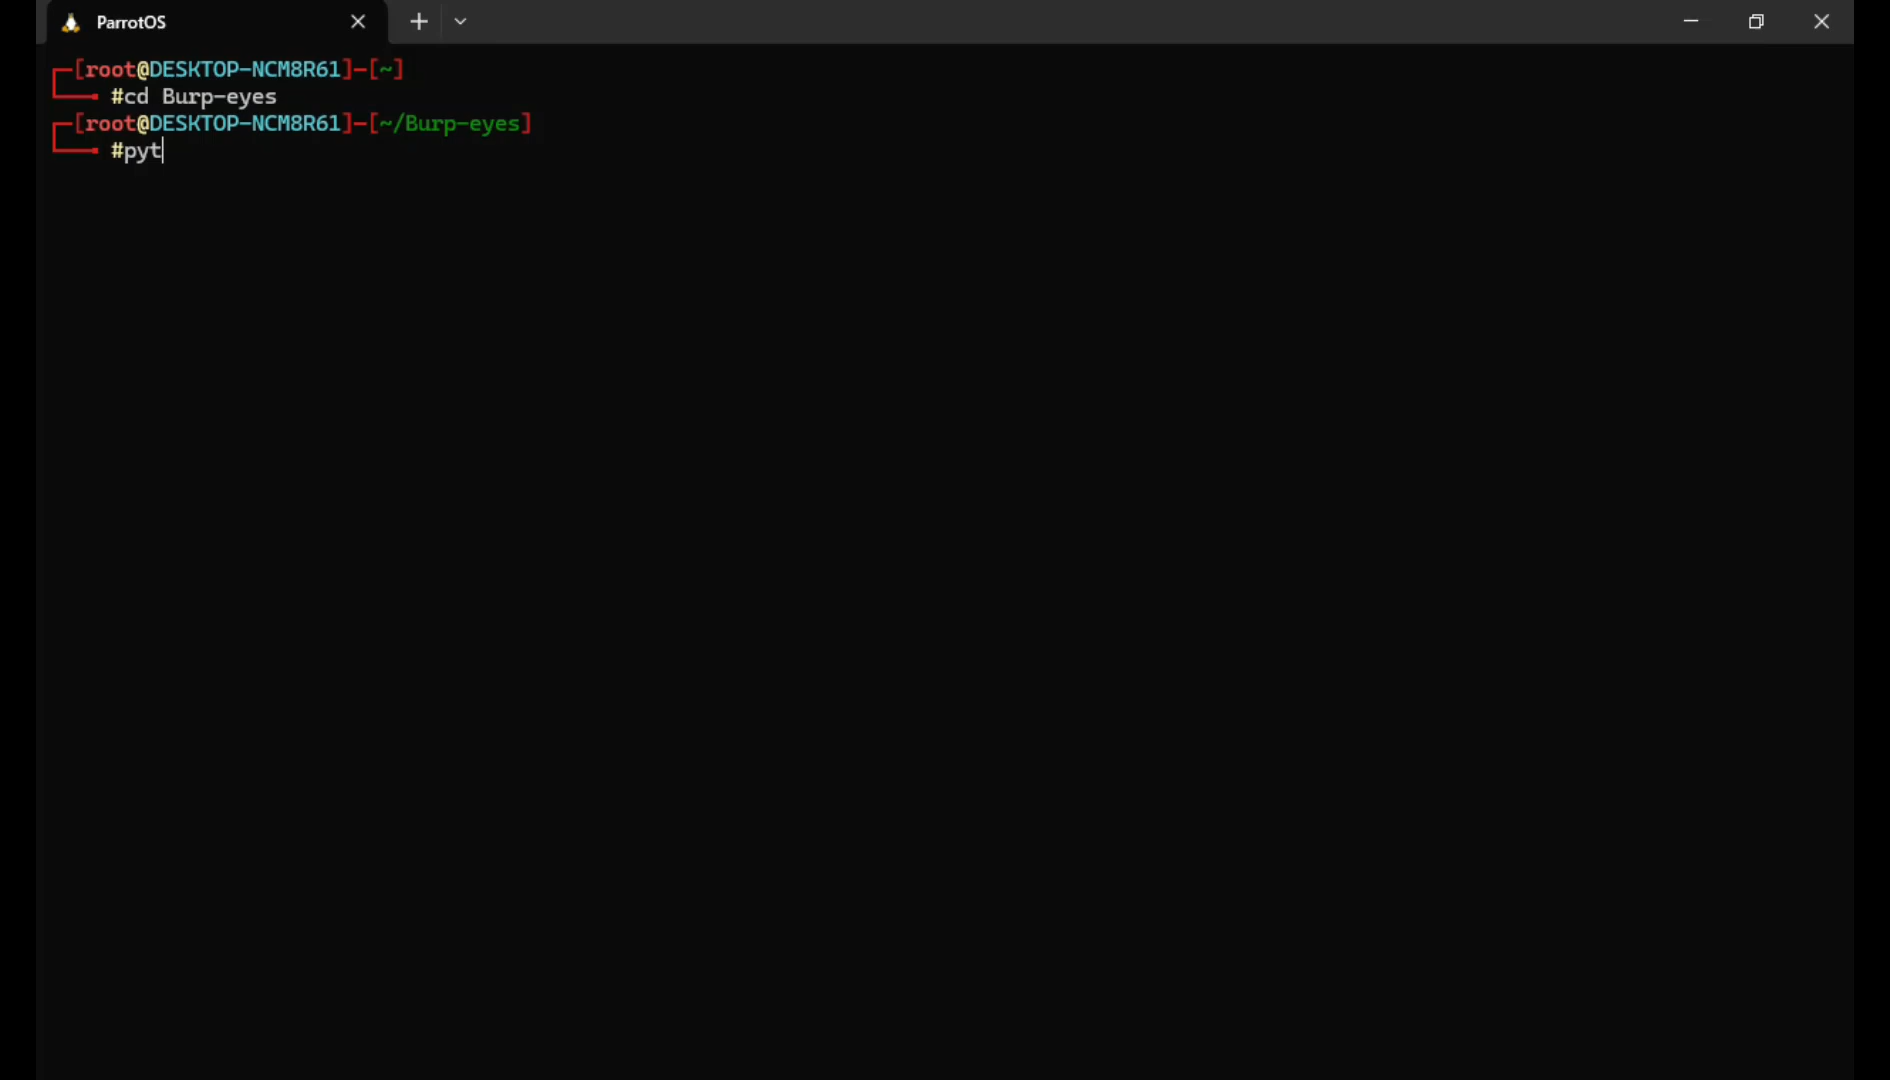 ParrotOS
┌─[root@DESKTOP-NCM8R61]─[~]
└──╼ #cd Burp-eyes
┌─[root@DESKTOP-NCM8R61]─[~/Burp-eyes]
└──╼ #pyt